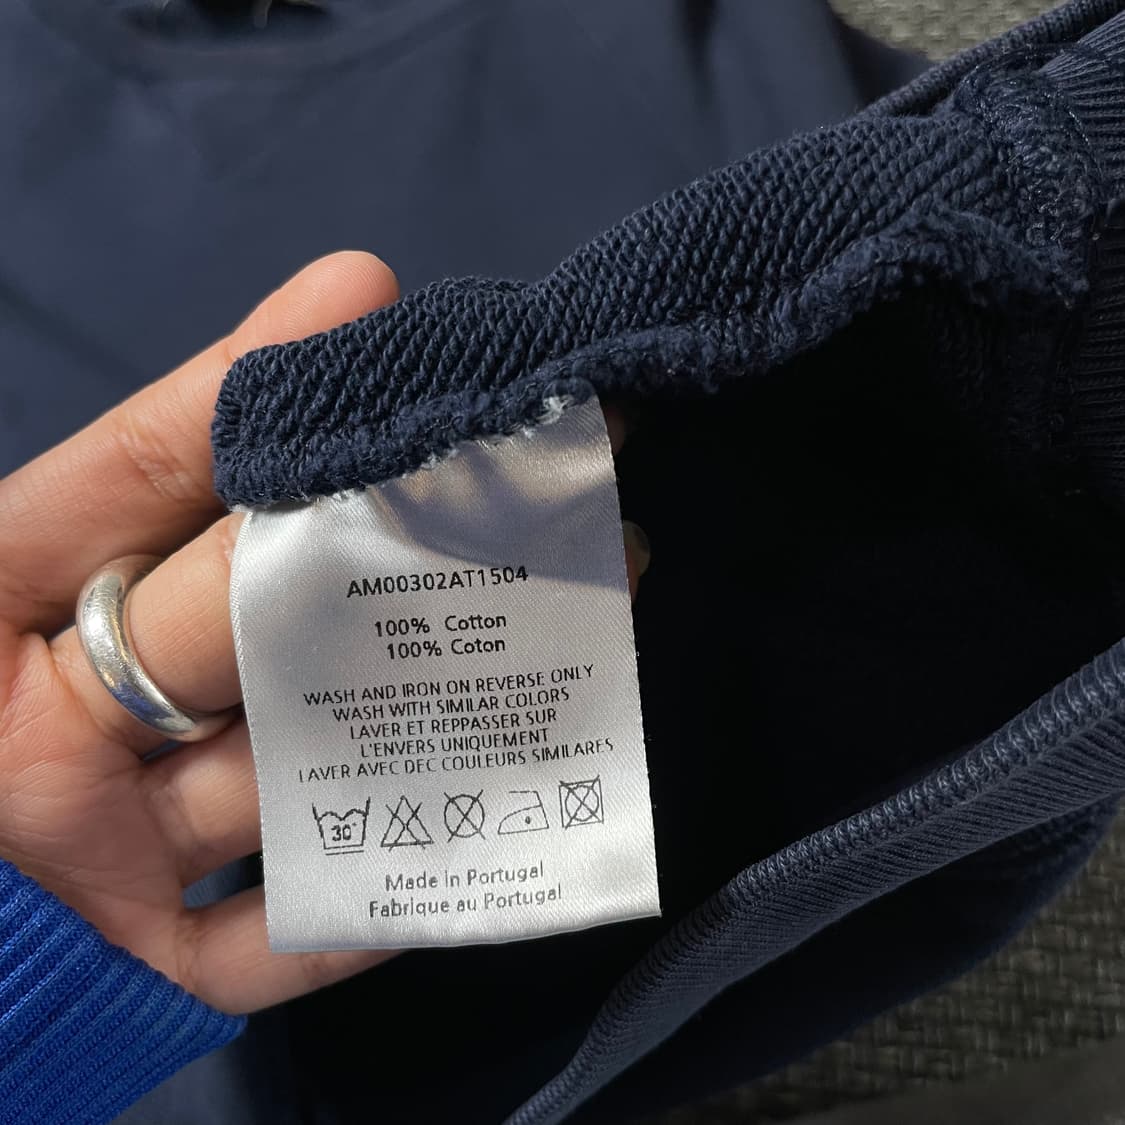 AM00302AT1504
100% Cotton
100% Coton
WASH AND IRON ON REVERSE ONLY
WASH WITH SIMILAR COLORS
LAVER ET REPPASSER SUR
L'ENVERS UNIQUEMENT
LAVER AVEC DEC COULEURS SIMILARES
30°
Made in Portugal
Fabrique au Portugal